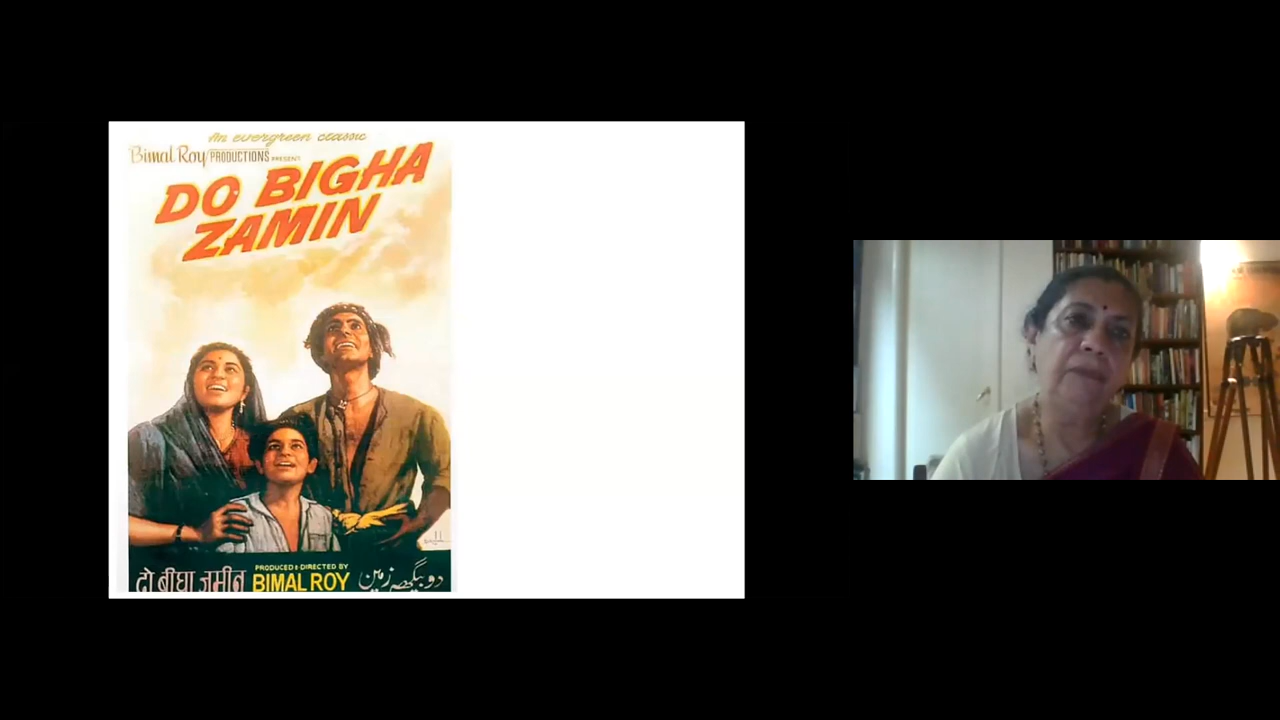 An evergreen classic
Bimal Roy PRODUCTIONS PRESENT
DO BIGHA
ZAMIN
PRODUCED & DIRECTED BY
दो बीघा ज़मीन BIMAL ROY دو بیگھہ زمین